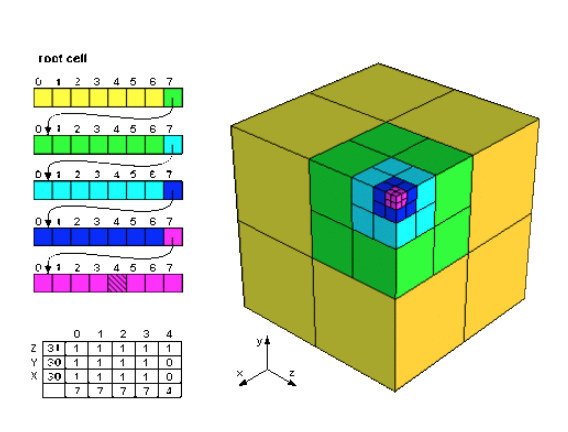 root cell
0 1 2 3 4 5 6 7
0 1 2 3 4 5 6 7
0 1 2 3 4 5 6 7
0 1 2 3 4 5 6 7
0 1 2 3 4 5 6 7
0 1 2 3 4
Z 31 1 1 1 1 1
Y 30 1 1 1 1 0
X 30 1 1 1 1 0
7 7 7 7 4
y
x z